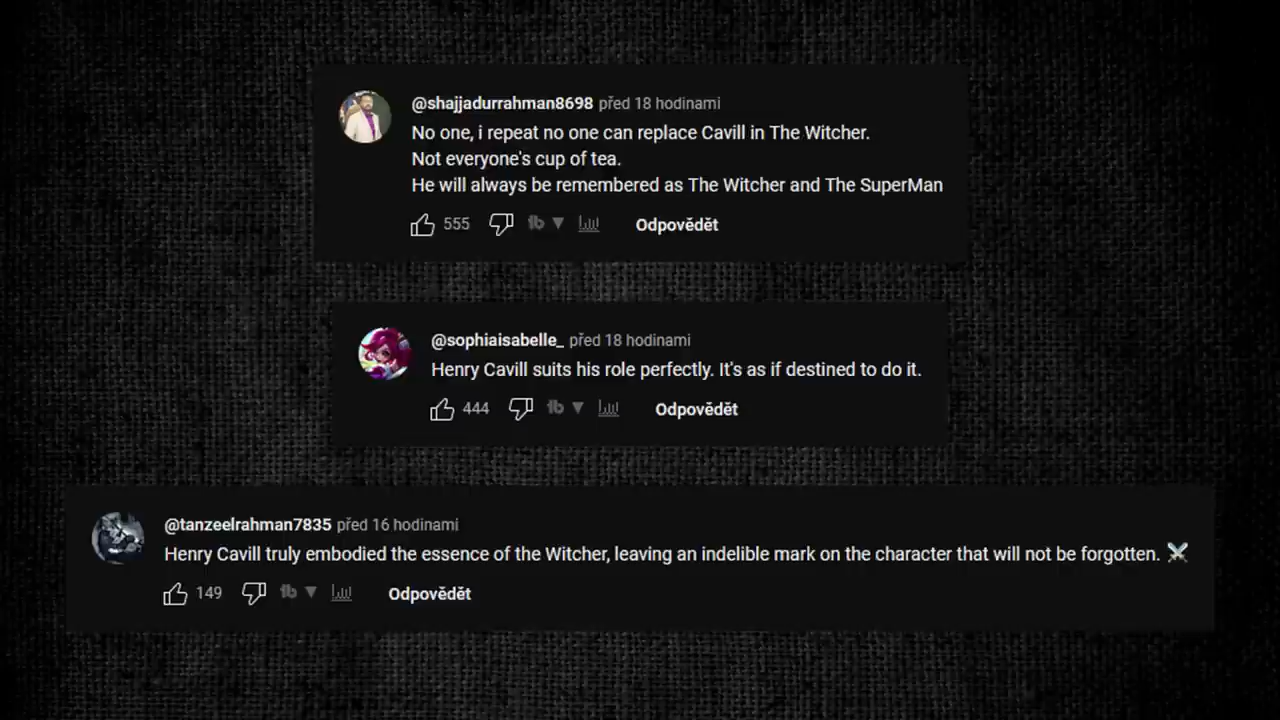 @shajjadurrahman8698 před 18 hodinami
No one, i repeat no one can replace Cavill in The Witcher.
Not everyone's cup of tea.
He will always be remembered as The Witcher and The SuperMan
555 tb Odpovědět
@sophiaisabelle_ před 18 hodinami
Henry Cavill suits his role perfectly. It's as if destined to do it.
444 tb Odpovědět
@tanzeelrahman7835 před 16 hodinami
Henry Cavill truly embodied the essence of the Witcher, leaving an indelible mark on the character that will not be forgotten. ⚔
149 tb Odpovědět